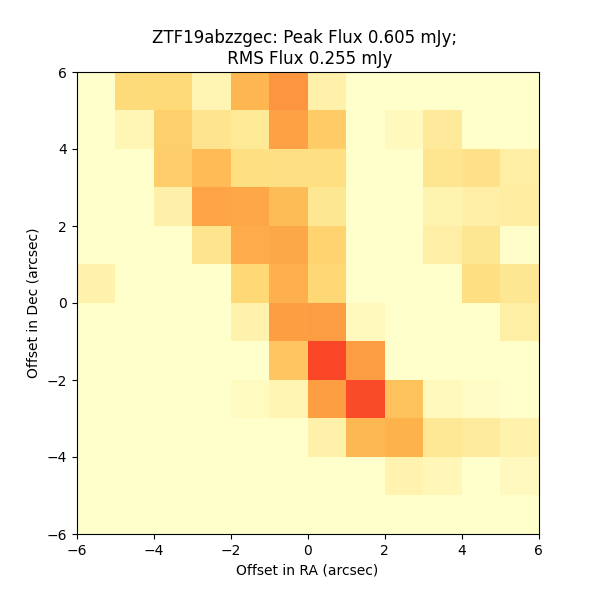 ZTF19abzzgec: Peak Flux 0.605 mJy;
RMS Flux 0.255 mJy
6
4
2
0
−2
−4
−6
Offset in Dec (arcsec)
−6 −4 −2 0 2 4 6
Offset in RA (arcsec)